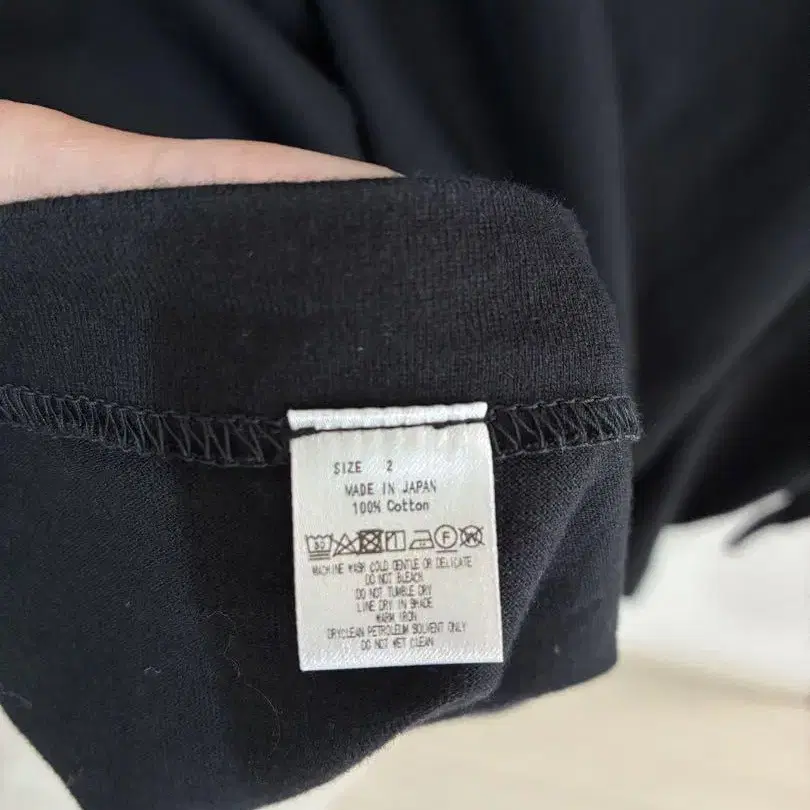 SIZE 2
MADE IN JAPAN
100% Cotton
MACHINE WASH COLD GENTLE OR DELICATE
DO NOT BLEACH
DO NOT TUMBLE DRY
LINE DRY IN SHADE
WARM IRON
DRYCLEAN PETROLEUM SOLVENT ONLY
DO NOT WET CLEAN